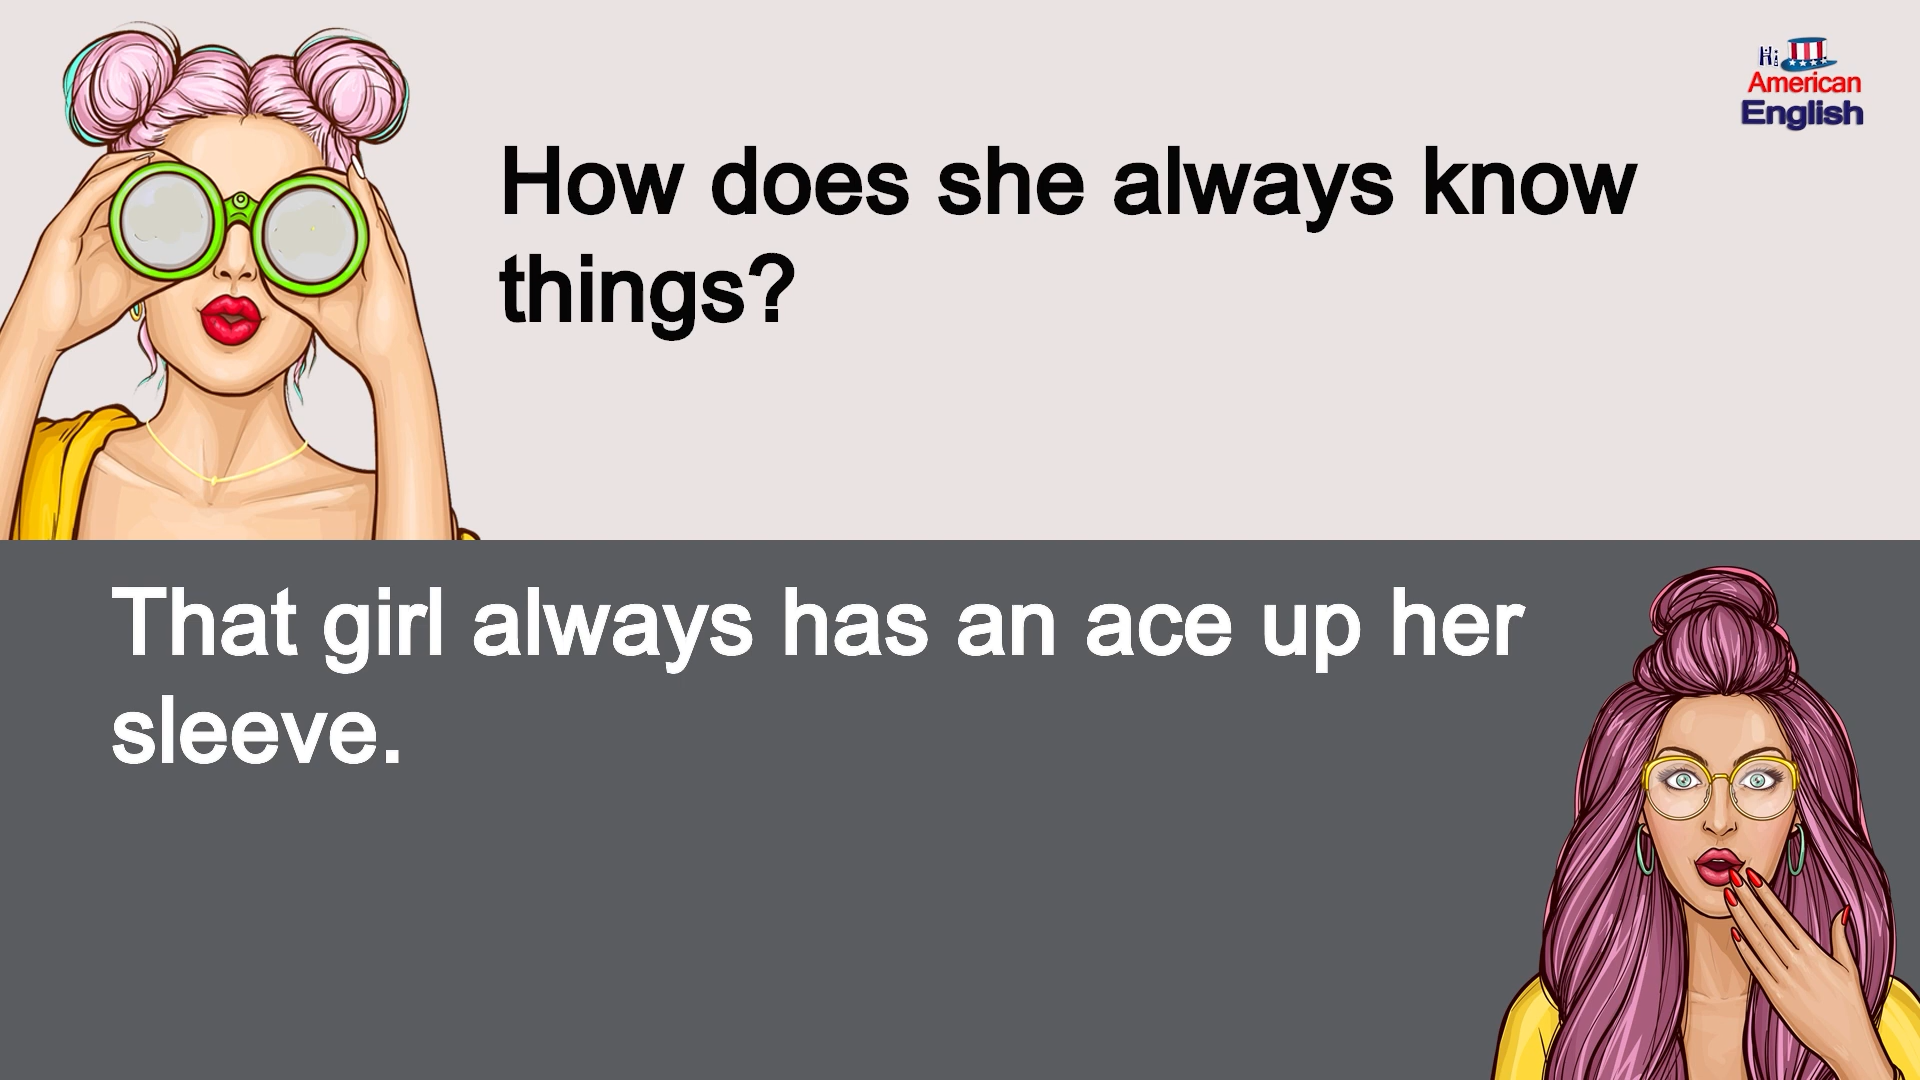 Hi
American
English
How does she always know
things?
That girl always has an ace up her
sleeve.